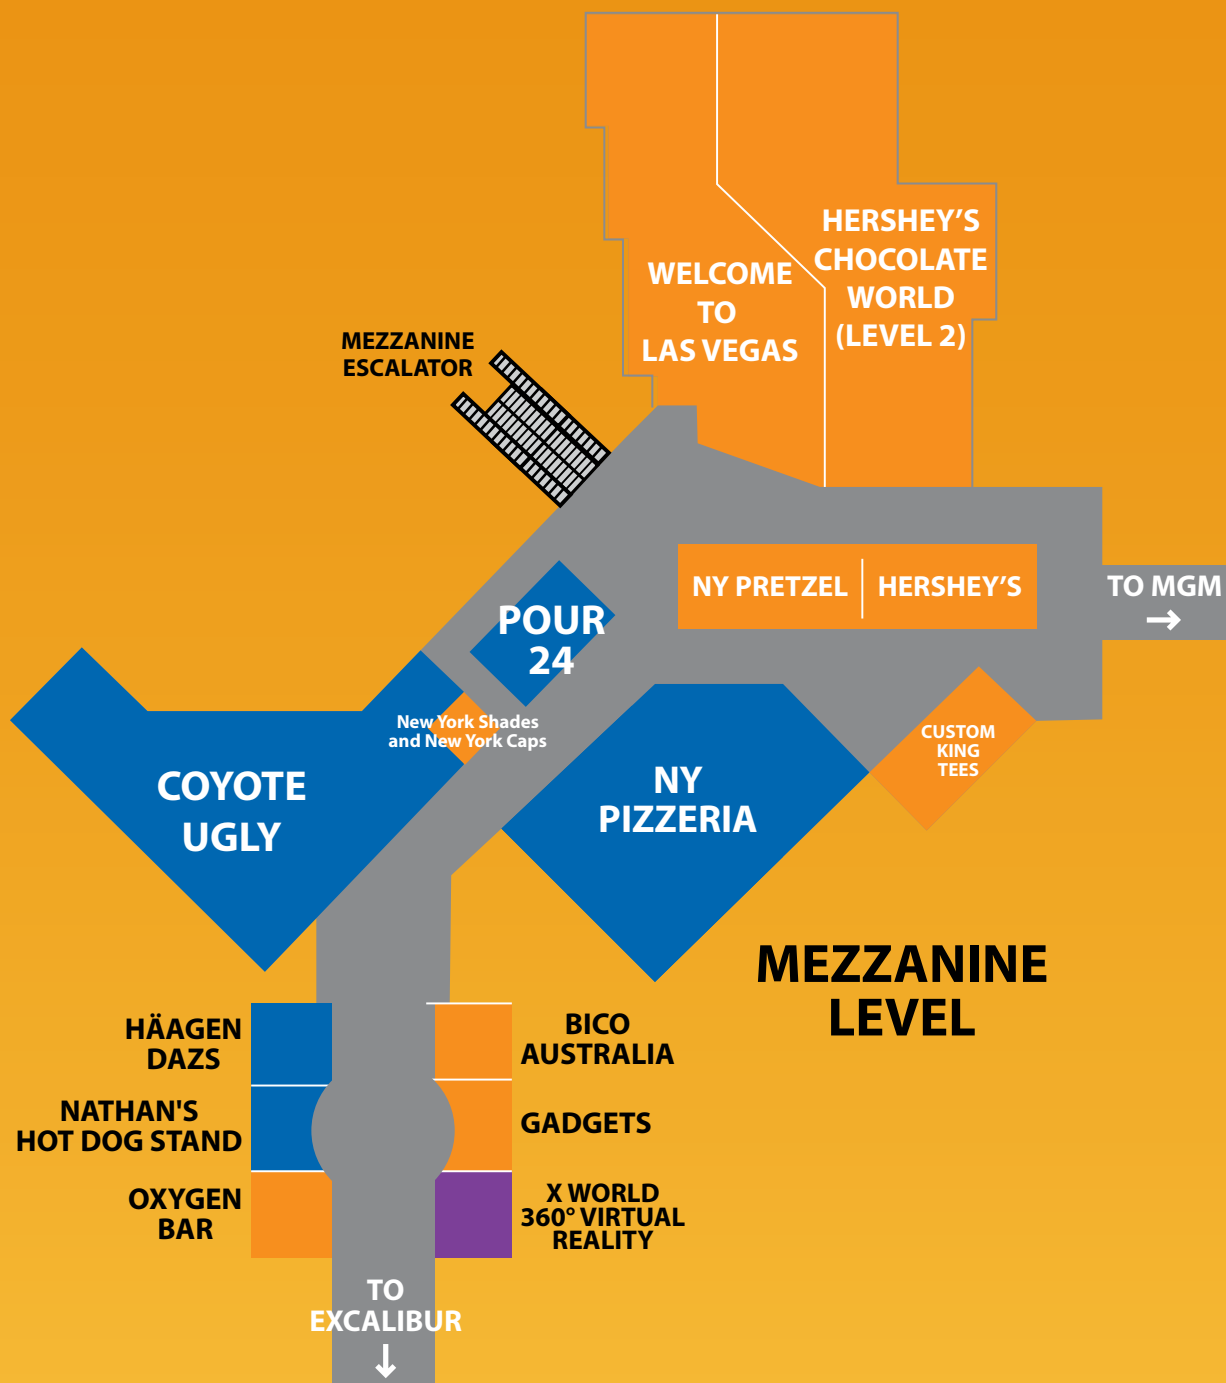 HERSHEY'S
CHOCOLATE
WORLD
(LEVEL 2)
WELCOME
TO
LAS VEGAS
MEZZANINE
ESCALATOR
NY PRETZEL
HERSHEY'S
TO MGM
→
POUR
24
New York Shades
and New York Caps
CUSTOM
KING
TEES
COYOTE
UGLY
NY
PIZZERIA
MEZZANINE
LEVEL
HÄAGEN
DAZS
BICO
AUSTRALIA
NATHAN'S
HOT DOG STAND
GADGETS
OXYGEN
BAR
X WORLD
360° VIRTUAL
REALITY
TO
EXCALIBUR
↓